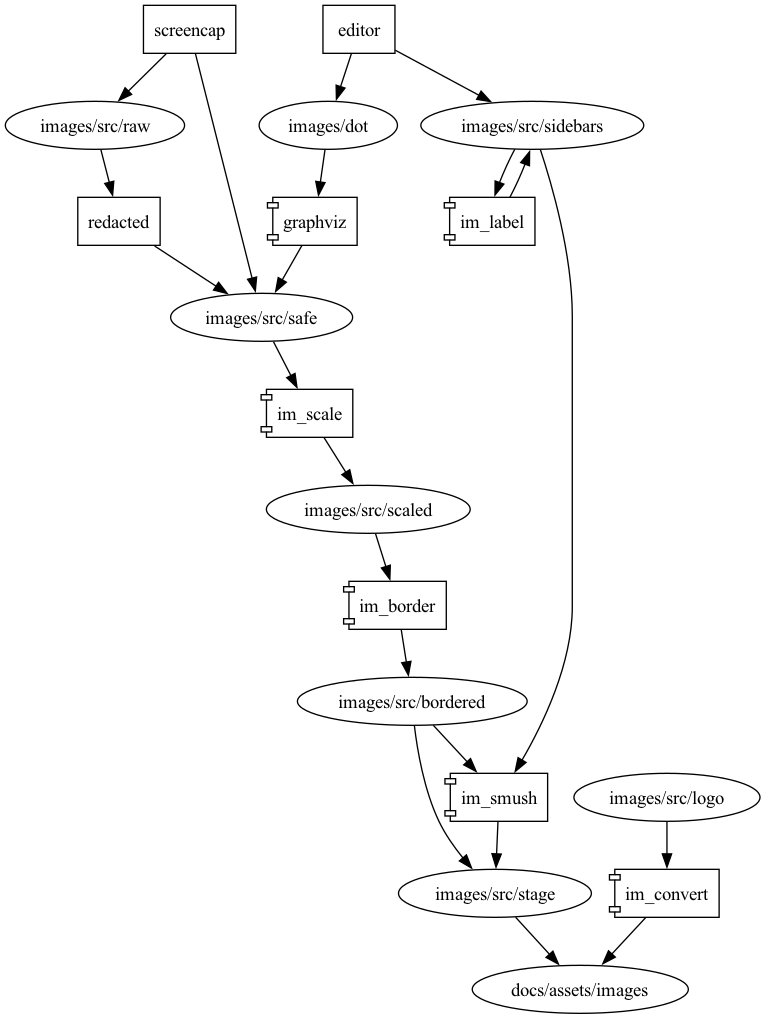 screencap
editor
images/src/raw
images/dot
images/src/sidebars
redacted
graphviz
im_label
images/src/safe
im_scale
images/src/scaled
im_border
images/src/bordered
im_smush
images/src/logo
images/src/stage
im_convert
docs/assets/images